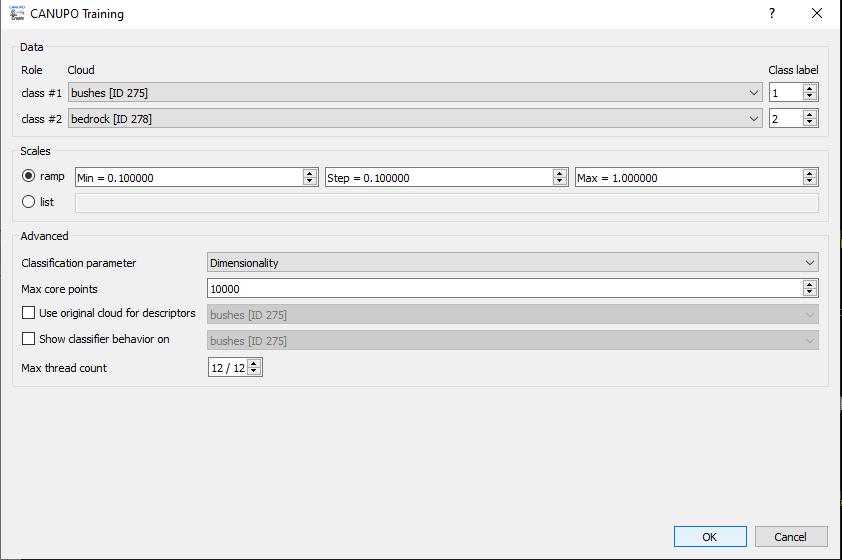 CANUPO Training
?
Data
Role Cloud Class label
class #1 bushes [ID 275] 1
class #2 bedrock [ID 278] 2
Scales
ramp Min = 0.100000 Step = 0.100000 Max = 1.000000
list
Advanced
Classification parameter Dimensionality
Max core points 10000
Use original cloud for descriptors bushes [ID 275]
Show classifier behavior on bushes [ID 275]
Max thread count 12 / 12
OK Cancel